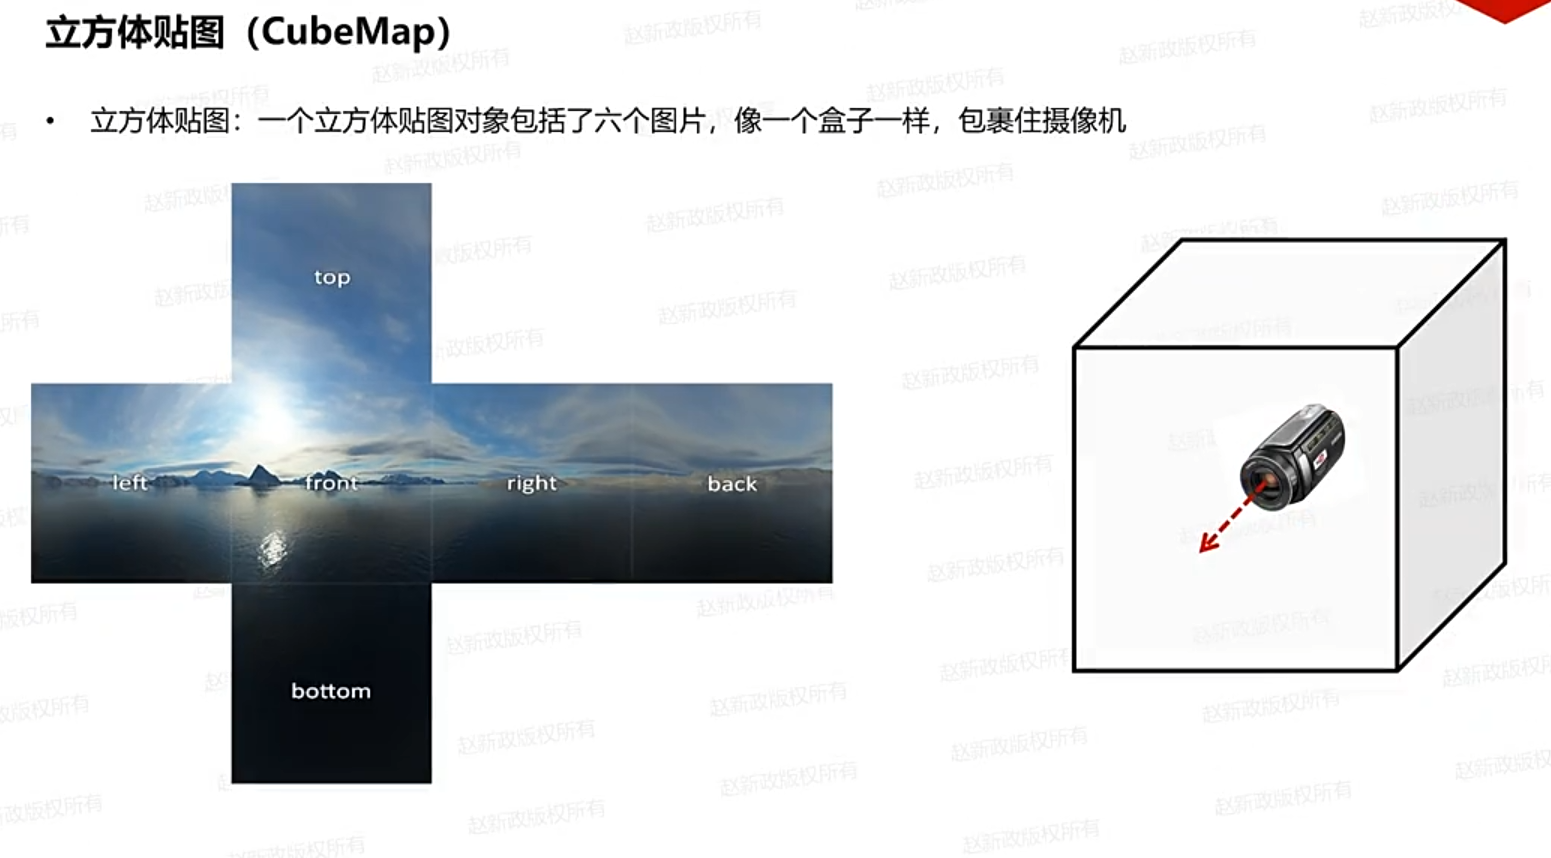 立方体贴图（CubeMap）
• 立方体贴图：一个立方体贴图对象包括了六个图片，像一个盒子一样，包裹住摄像机
top
left front right back
bottom
赵新政版权所有